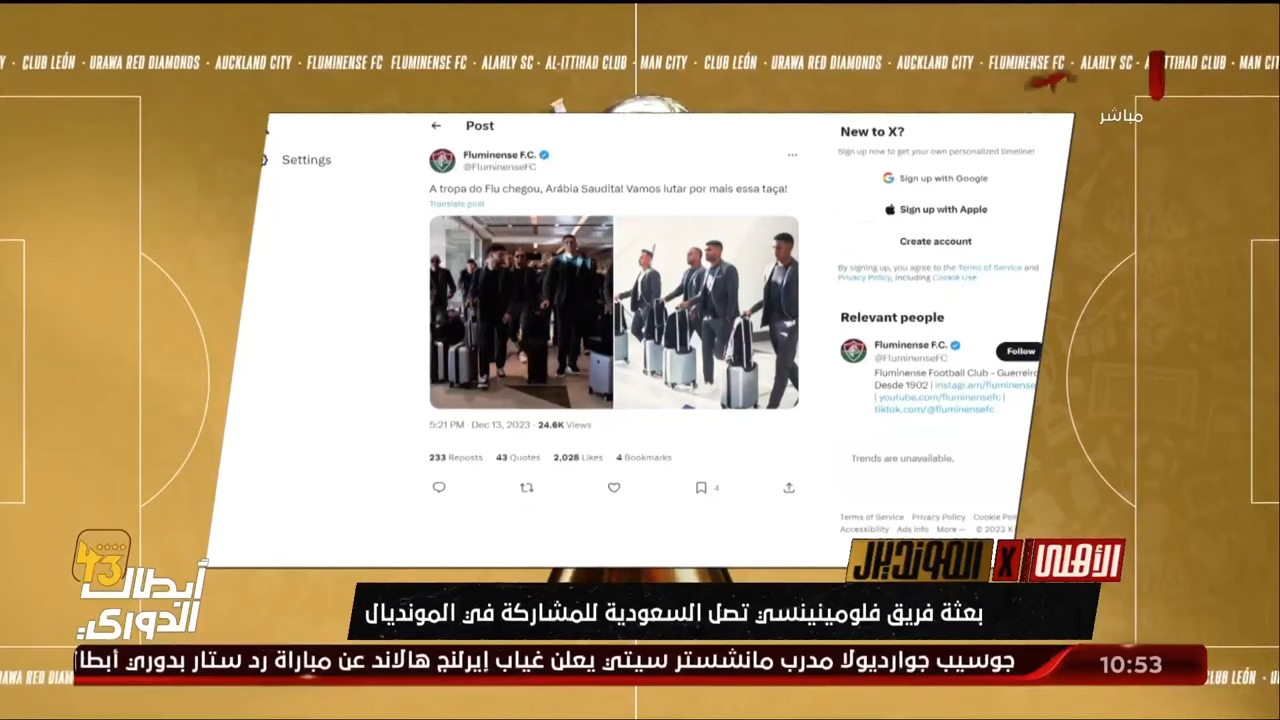 CLUB LEÓN · URAWA RED DIAMONDS · AUCKLAND CITY · FLUMINENSE FC FLUMINENSE FC · ALAHLY SC · AL-ITTIHAD CLUB · MAN CITY · CLUB LEÓN · URAWA RED DIAMONDS · AUCKLAND CITY · FLUMINENSE FC · ALAHLY SC ·
مباشر
Settings
Post
Fluminense F.C.
@FluminenseFC
A tropa do Flu chegou, Arábia Saudita! Vamos lutar por mais essa taça!
Translate post
5:21 PM · Dec 13, 2023 · 24.6K Views
233 Reposts 43 Quotes 2,028 Likes 4 Bookmarks
4
New to X?
Sign up now to get your own personalized timeline!
Sign up with Google
Sign up with Apple
Create account
By signing up, you agree to the Terms of Service and
Privacy Policy, including Cookie Use
Relevant people
Fluminense F.C.
@FluminenseFC
Follow
Fluminense Football Club - Guerreiro
Desde 1902 | instagr.am/fluminense
| youtube.com/fluminensefc |
tiktok.com/@fluminensefc
Trends are unavailable.
Terms of Service Privacy Policy Cookie Poli
Accessibility Ads info More ··· © 2023 X
الأهلي X المونديال
43
أبطال
الدوري
بعثة فريق فلومينينسي تصل السعودية للمشاركة في المونديال
جوسيب جوارديولا مدرب مانشستر سيتي يعلن غياب إيرلنج هالاند عن مباراة رد ستار بدوري أبطا
10:53